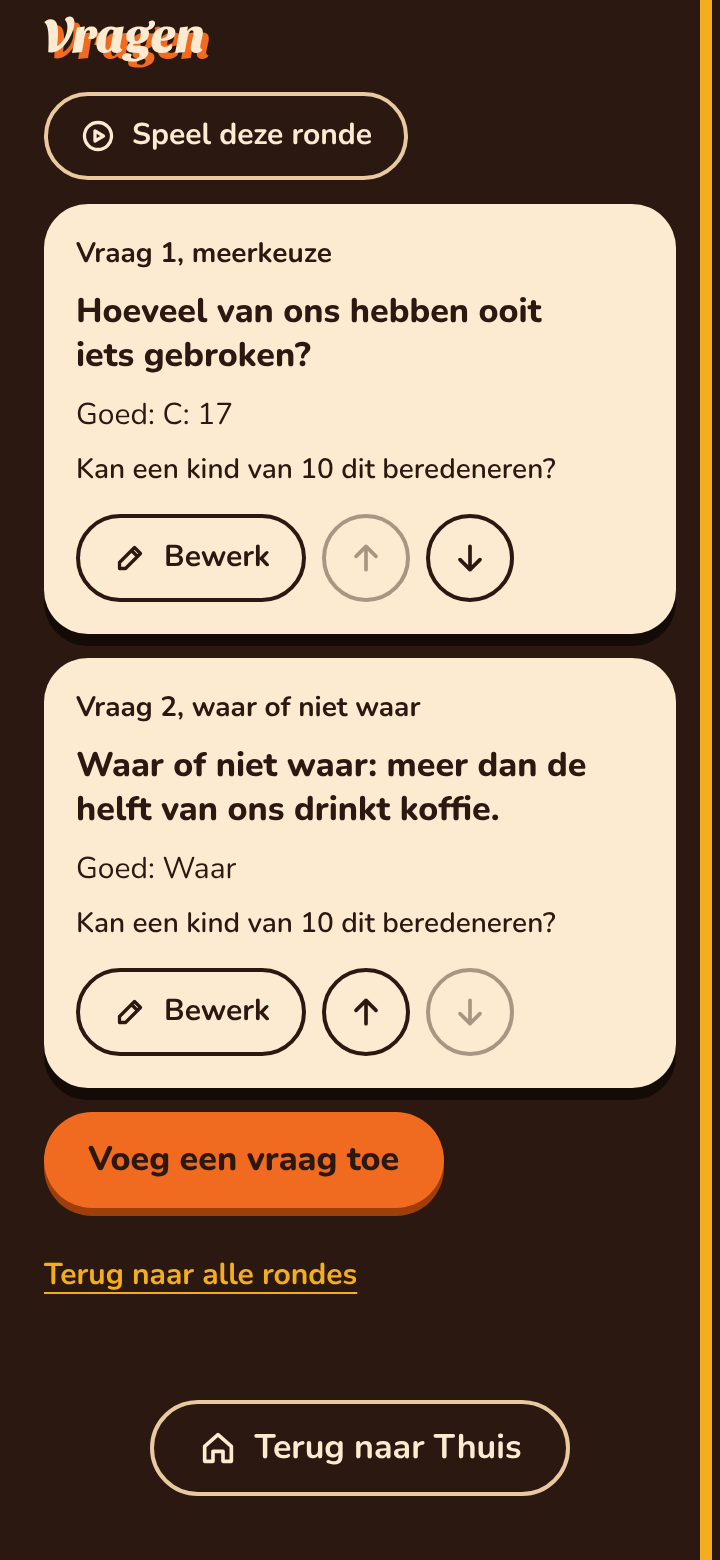 Vragen
Speel deze ronde
Vraag 1, meerkeuze
Hoeveel van ons hebben ooit
iets gebroken?
Goed: C: 17
Kan een kind van 10 dit beredeneren?
Bewerk
Vraag 2, waar of niet waar
Waar of niet waar: meer dan de
helft van ons drinkt koffie.
Goed: Waar
Kan een kind van 10 dit beredeneren?
Bewerk
Voeg een vraag toe
Terug naar alle rondes
Terug naar Thuis